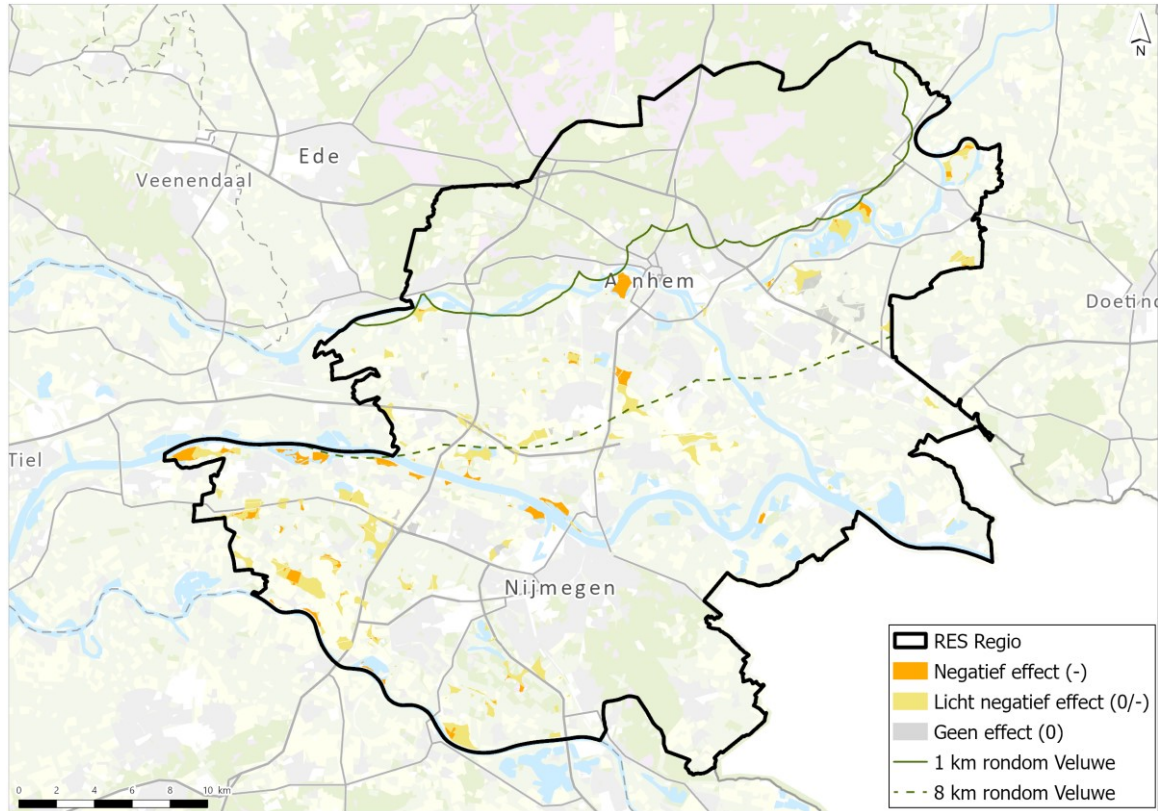 N
Ede
Veenendaal
Arnhem
Doetinc
Tiel
Nijmegen
RES Regio
Negatief effect (-)
Licht negatief effect (0/-)
Geen effect (0)
1 km rondom Veluwe
8 km rondom Veluwe
0 2 4 6 8 10 km